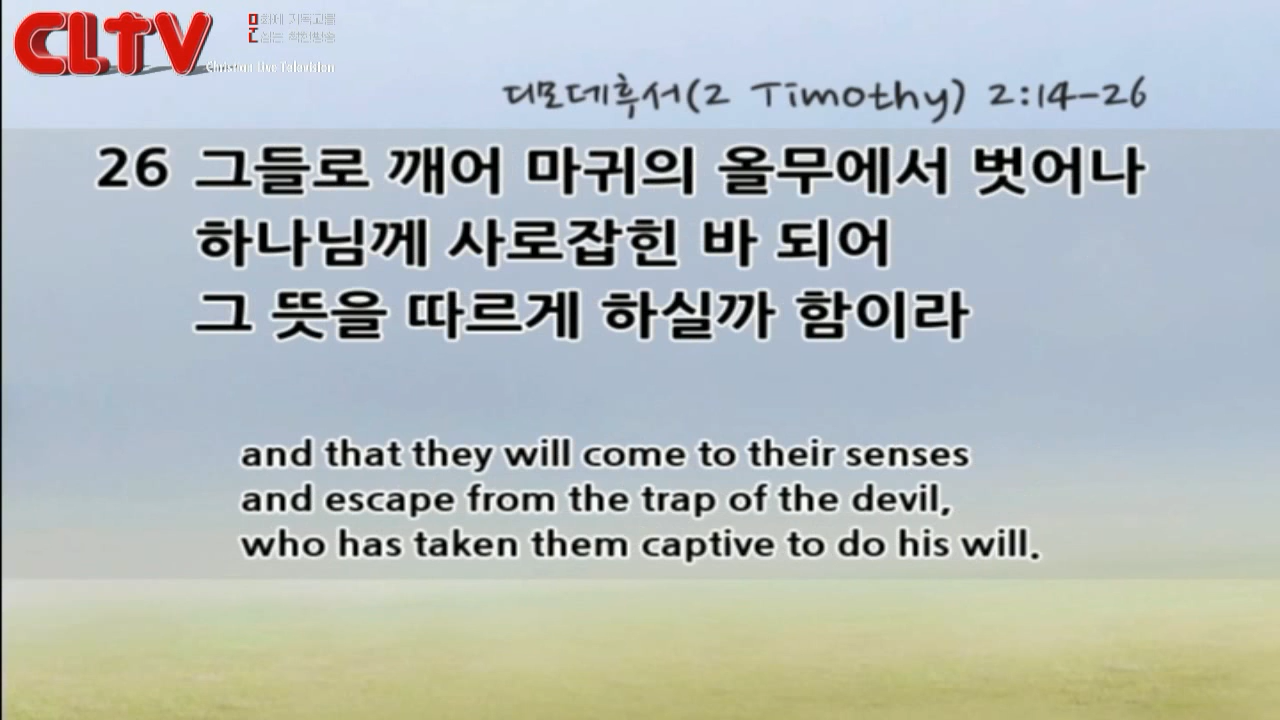 CLTV
Christian Live Television
디모데후서(2 Timothy) 2:14-26
26 그들로 깨어 마귀의 올무에서 벗어나
하나님께 사로잡힌 바 되어
그 뜻을 따르게 하실까 함이라
and that they will come to their senses
and escape from the trap of the devil,
who has taken them captive to do his will.